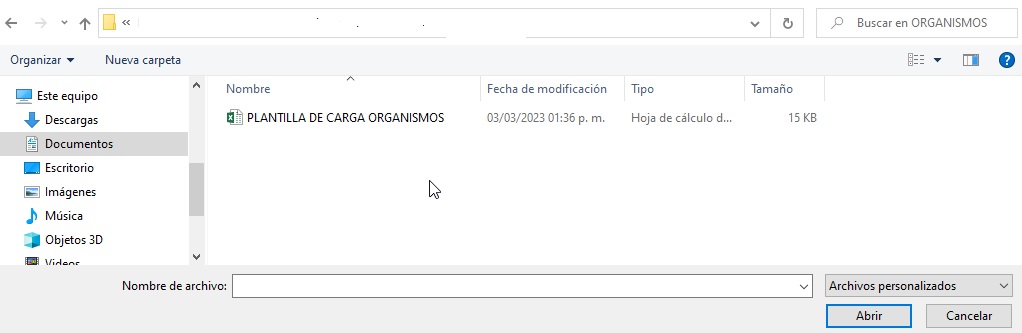 «
Buscar en ORGANISMOS
Organizar
Nueva carpeta
Este equipo
Descargas
Documentos
Escritorio
Imágenes
Música
Objetos 3D
Videos
Nombre Fecha de modificación Tipo Tamaño
PLANTILLA DE CARGA ORGANISMOS 03/03/2023 01:36 p. m. Hoja de cálculo d... 15 KB
Nombre de archivo:
Archivos personalizados
Abrir
Cancelar